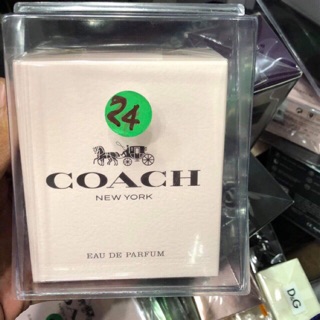 24
COACH
NEW YORK
EAU DE PARFUM
D&G